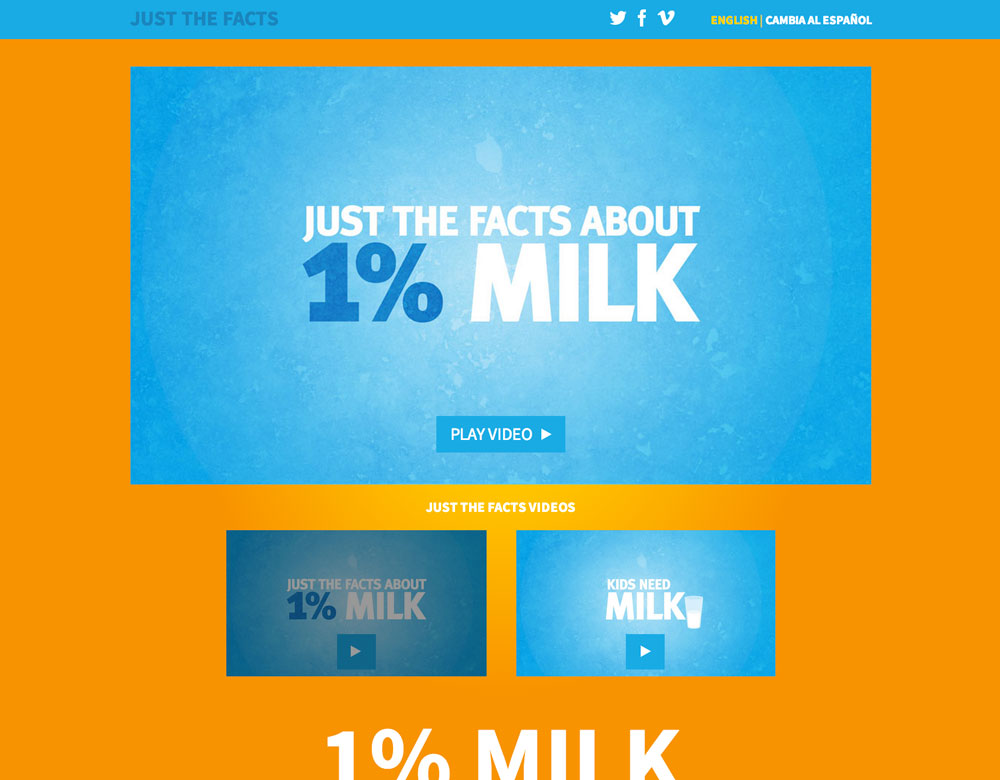 JUST THE FACTS
ENGLISH | CAMBIA AL ESPAÑOL
JUST THE FACTS ABOUT
1% MILK
PLAY VIDEO
JUST THE FACTS VIDEOS
JUST THE FACTS ABOUT
1% MILK
KIDS NEED
MILK
1% MILK